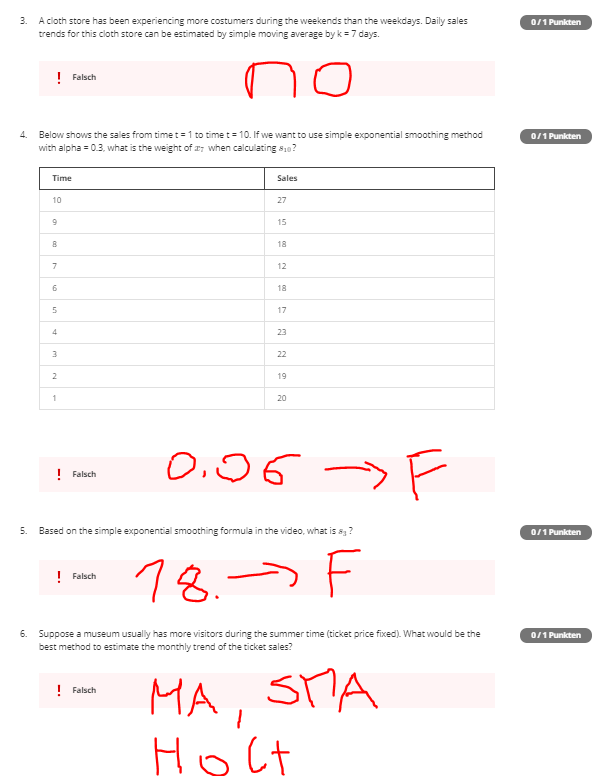 3. A cloth store has been experiencing more costumers during the weekends than the weekdays. Daily sales
0 / 1 Punkten
trends for this cloth store can be estimated by simple moving average by k = 7 days.
! Falsch
no
4. Below shows the sales from time t = 1 to time t = 10. If we want to use simple exponential smoothing method
0 / 1 Punkten
with alpha = 0.3, what is the weight of x₇ when calculating s₁₀?
Time Sales
10 27
9 15
8 18
7 12
6 18
5 17
4 23
3 22
2 19
1 20
! Falsch
0.06 → F
5. Based on the simple exponential smoothing formula in the video, what is s₃ ?
0 / 1 Punkten
! Falsch
18. → F
6. Suppose a museum usually has more visitors during the summer time (ticket price fixed). What would be the
0 / 1 Punkten
best method to estimate the monthly trend of the ticket sales?
! Falsch
MA, SMA
Holt